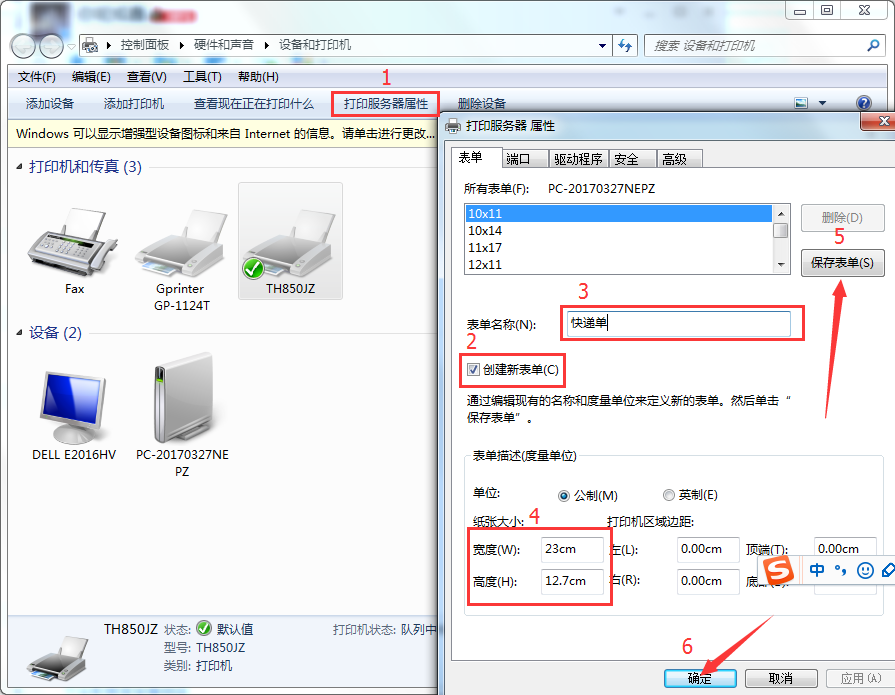 控制面板 ▸ 硬件和声音 ▸ 设备和打印机
搜索 设备和打印机
文件(F) 编辑(E) 查看(V) 工具(T) 帮助(H)
1
添加设备 添加打印机 查看现在正在打印什么 打印服务器属性 删除设备
Windows 可以显示增强型设备图标和来自 Internet 的信息。请单击进行更改...
打印机和传真 (3)
Fax
Gprinter
GP-1124T
TH850JZ
设备 (2)
DELL E2016HV
PC-20170327NE
PZ
TH850JZ 状态: 默认值 打印机状态: 队列中
型号: TH850JZ
类别: 打印机
打印服务器 属性
表单 端口 驱动程序 安全 高级
所有表单(F): PC-20170327NEPZ
10x11
10x14
11x17
12x11
删除(D)
5
保存表单(S)
3
表单名称(N): 快递单
2
创建新表单(C)
通过编辑现有的名称和度量单位来定义新的表单。然后单击“
保存表单”。
表单描述(度量单位)
单位: 公制(M) 英制(E)
纸张大小: 4 打印机区域边距:
宽度(W): 23cm 左(L): 0.00cm 顶端(T): 0.00cm
高度(H): 12.7cm 右(R): 0.00cm
S 中
6
确定 取消 应用(A)